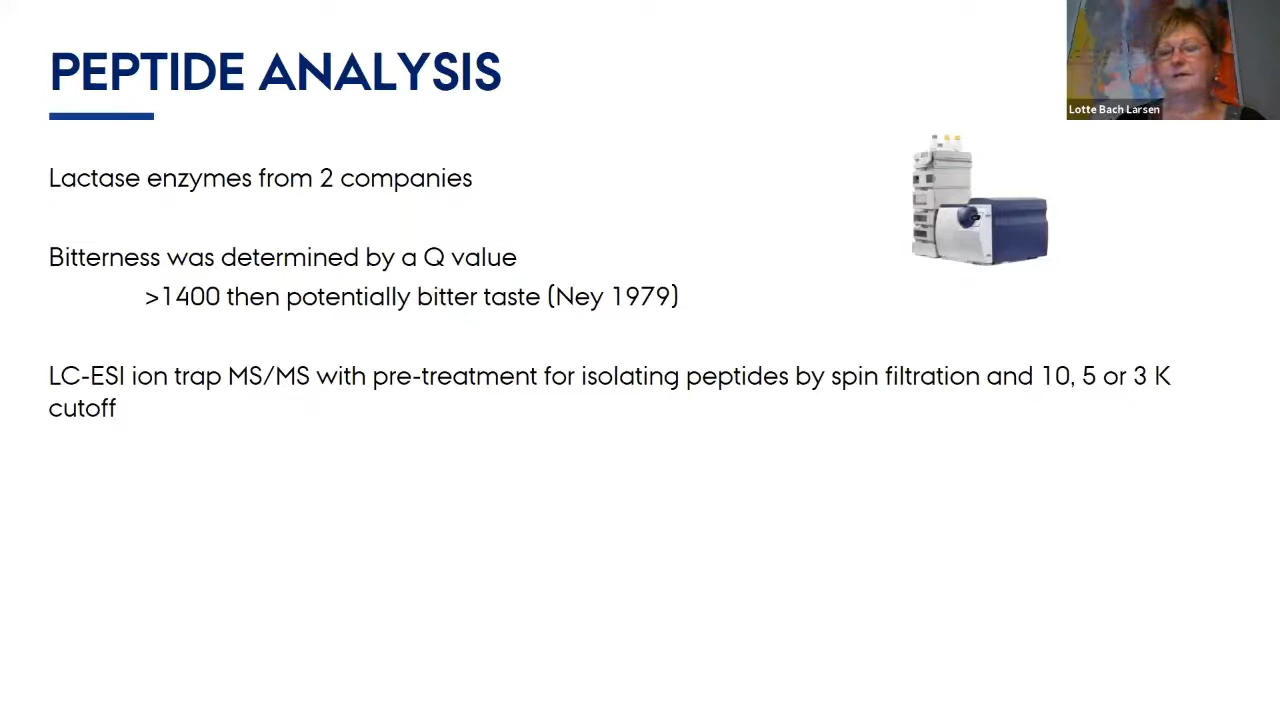 PEPTIDE ANALYSIS
Lotte Bach Larsen
Lactase enzymes from 2 companies
Bitterness was determined by a Q value
>1400 then potentially bitter taste (Ney 1979)
LC-ESI ion trap MS/MS with pre-treatment for isolating peptides by spin filtration and 10, 5 or 3 K
cutoff